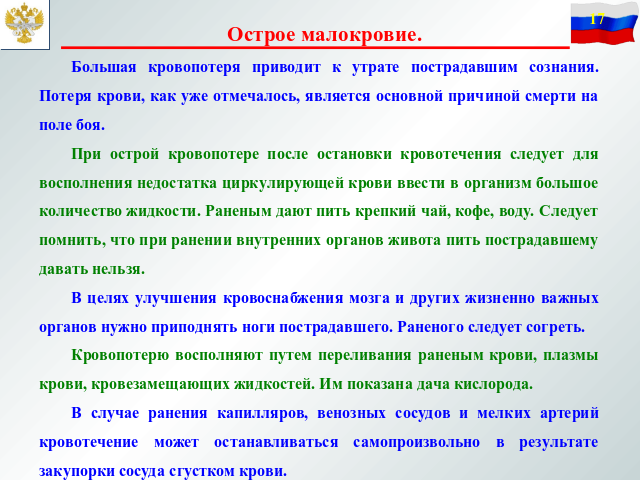 17
Острое малокровие.
Большая кровопотеря приводит к утрате пострадавшим сознания.
Потеря крови, как уже отмечалось, является основной причиной смерти на
поле боя.
При острой кровопотере после остановки кровотечения следует для
восполнения недостатка циркулирующей крови ввести в организм большое
количество жидкости. Раненым дают пить крепкий чай, кофе, воду. Следует
помнить, что при ранении внутренних органов живота пить пострадавшему
давать нельзя.
В целях улучшения кровоснабжения мозга и других жизненно важных
органов нужно приподнять ноги пострадавшего. Раненого следует согреть.
Кровопотерю восполняют путем переливания раненым крови, плазмы
крови, кровезамещающих жидкостей. Им показана дача кислорода.
В случае ранения капилляров, венозных сосудов и мелких артерий
кровотечение может останавливаться самопроизвольно в результате
закупорки сосуда сгустком крови.